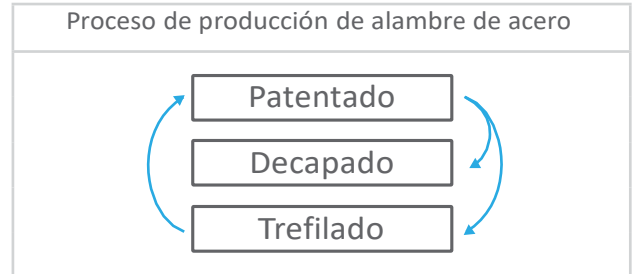 Proceso de producción de alambre de acero
Patentado
Decapado
Trefilado